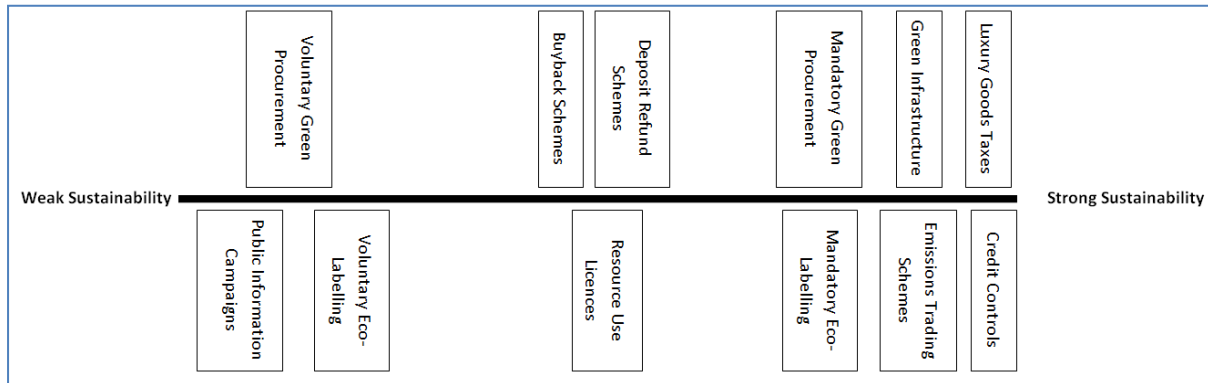 Voluntary Green
Procurement
Buyback Schemes
Deposit Refund
Schemes
Mandatory Green
Procurement
Green Infrastructure
Luxury Goods Taxes
Weak Sustainability
Strong Sustainability
Public Information
Campaigns
Voluntary Eco-
Labelling
Resource Use
Licences
Mandatory Eco-
Labelling
Emissions Trading
Schemes
Credit Controls